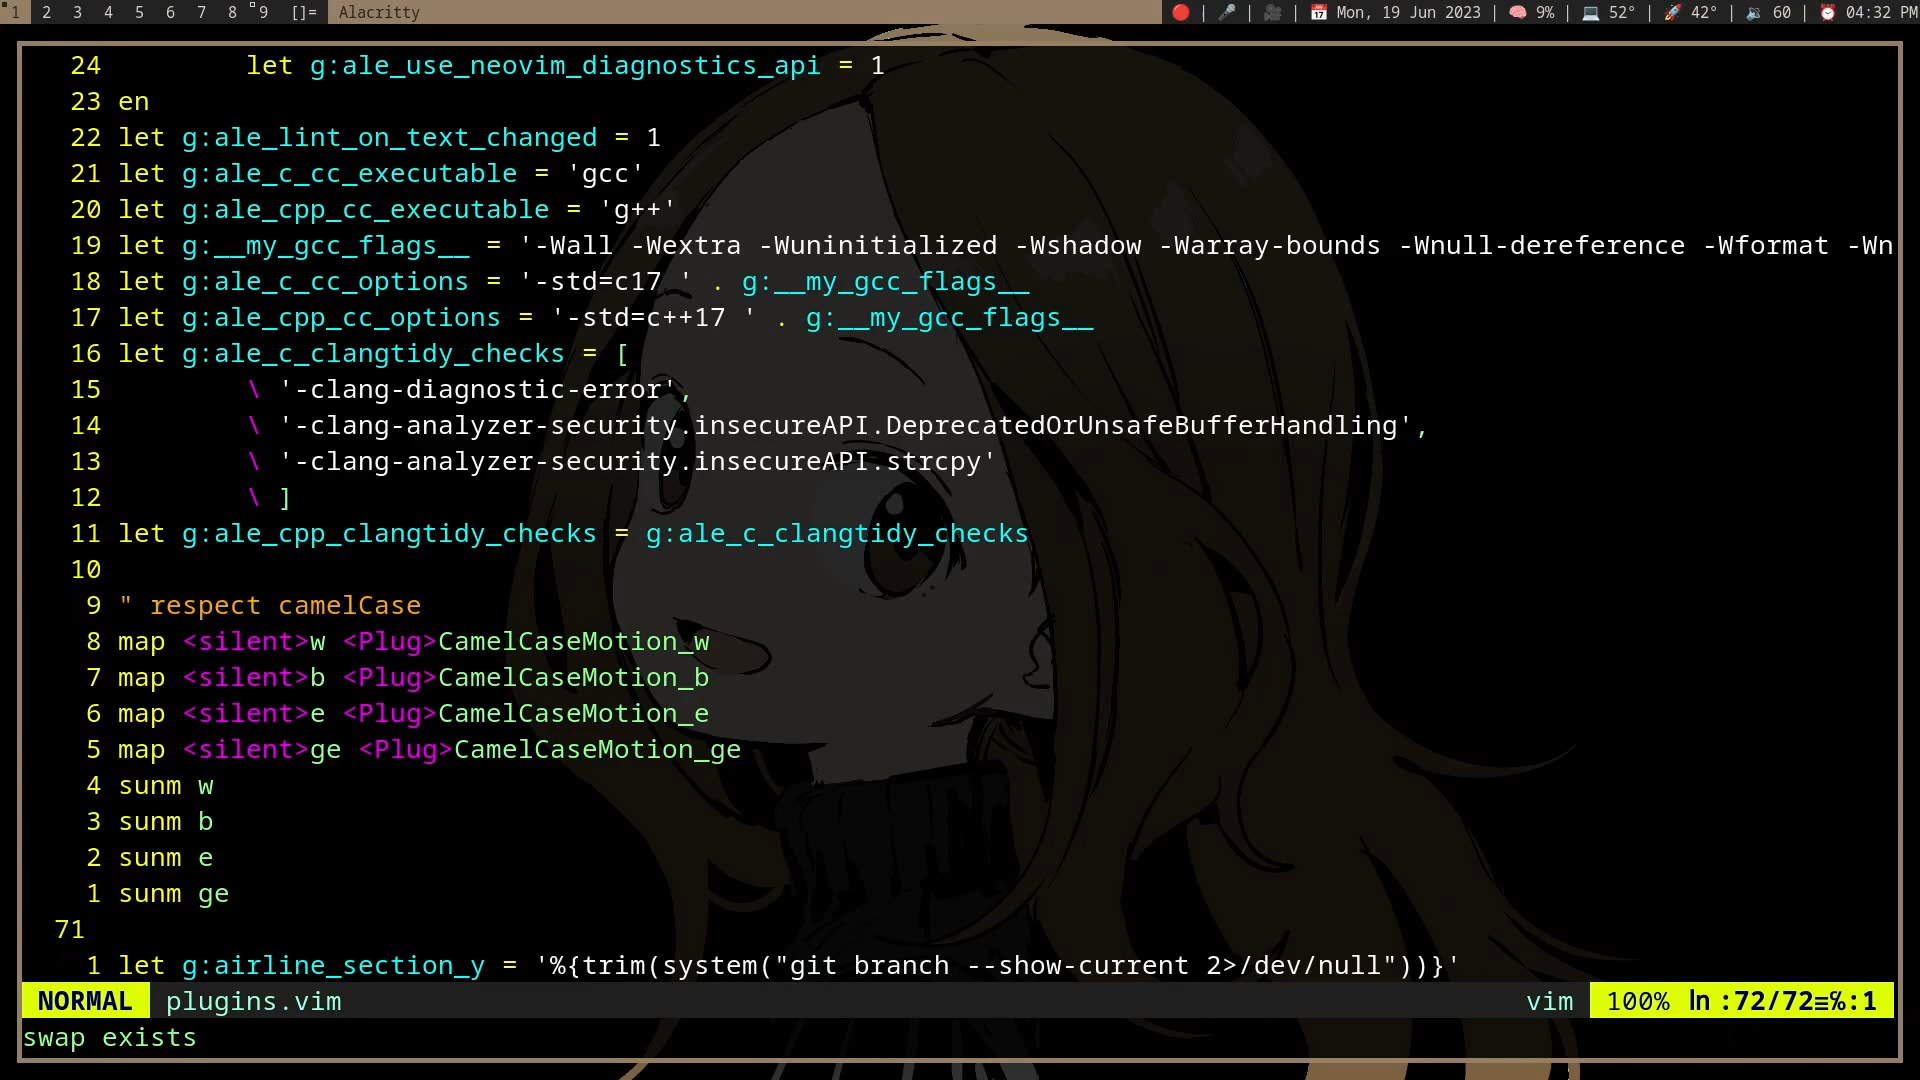 1 2 3 4 5 6 7 8 9 []= Alacritty | | | Mon, 19 Jun 2023 | 9% | 52° | 42° | 60 | 04:32 PM
24         let g:ale_use_neovim_diagnostics_api = 1
23 en
22 let g:ale_lint_on_text_changed = 1
21 let g:ale_c_cc_executable = 'gcc'
20 let g:ale_cpp_cc_executable = 'g++'
19 let g:__my_gcc_flags__ = '-Wall -Wextra -Wuninitialized -Wshadow -Warray-bounds -Wnull-dereference -Wformat -Wn
18 let g:ale_c_cc_options = '-std=c17 ' . g:__my_gcc_flags__
17 let g:ale_cpp_cc_options = '-std=c++17 ' . g:__my_gcc_flags__
16 let g:ale_c_clangtidy_checks = [
15         \ '-clang-diagnostic-error',
14         \ '-clang-analyzer-security.insecureAPI.DeprecatedOrUnsafeBufferHandling',
13         \ '-clang-analyzer-security.insecureAPI.strcpy'
12         \ ]
11 let g:ale_cpp_clangtidy_checks = g:ale_c_clangtidy_checks
10
9 " respect camelCase
8 map <silent>w <Plug>CamelCaseMotion_w
7 map <silent>b <Plug>CamelCaseMotion_b
6 map <silent>e <Plug>CamelCaseMotion_e
5 map <silent>ge <Plug>CamelCaseMotion_ge
4 sunm w
3 sunm b
2 sunm e
1 sunm ge
71
1 let g:airline_section_y = '%{trim(system("git branch --show-current 2>/dev/null"))}'
NORMAL plugins.vim vim 100% ln :72/72≡℅:1
swap exists